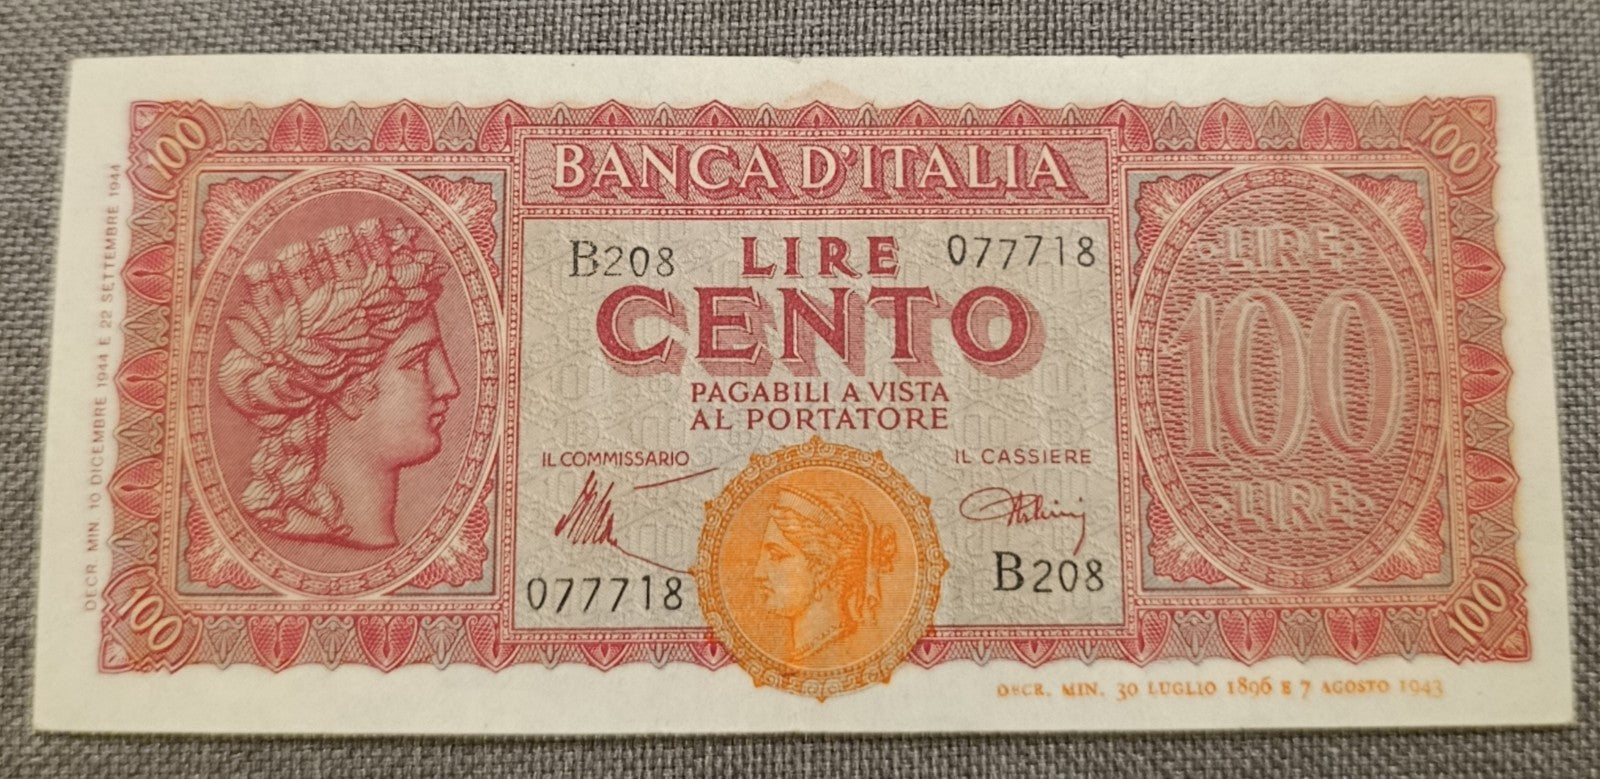 100
100
BANCA D'ITALIA
DECR. MIN. 10 DICEMBRE 1944 E 22 SETTEMBRE 1944
B208
LIRE
077718
CENTO
PAGABILI A VISTA
AL PORTATORE
LIRE
100
LIRE
IL COMMISSARIO
IL CASSIERE
077718
B208
100
100
DECR. MIN. 30 LUGLIO 1896 E 7 AGOSTO 1943